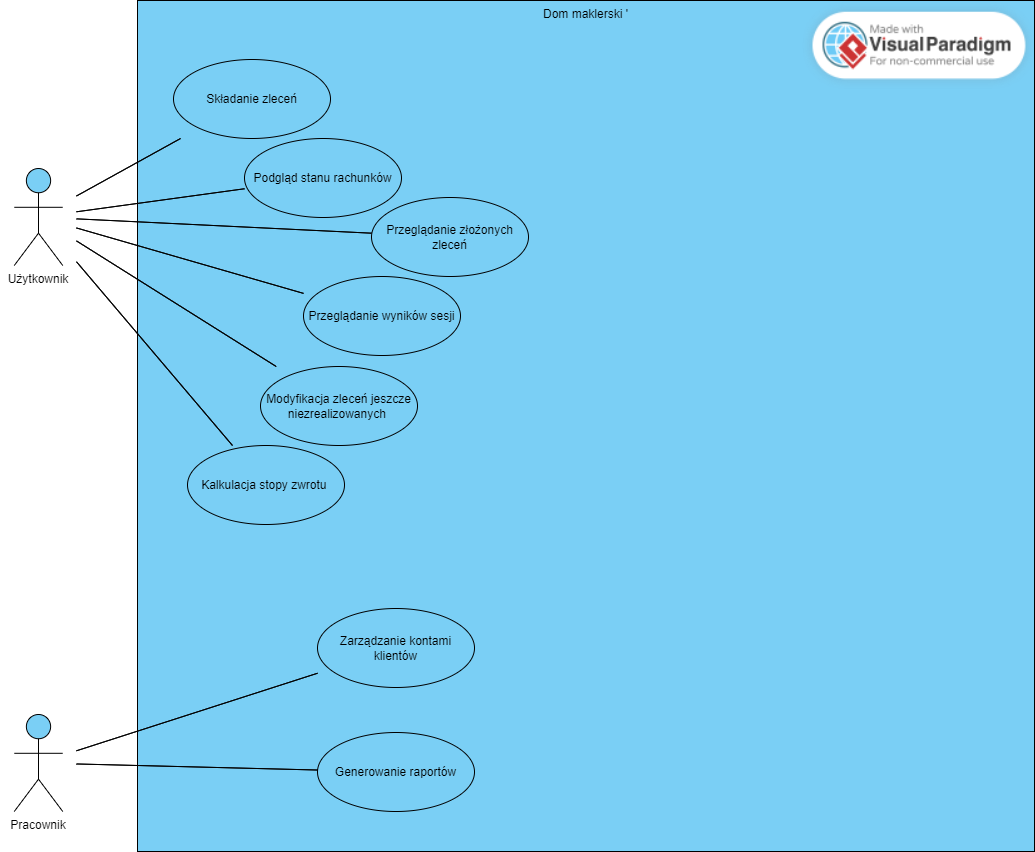 Dom maklerski '
Made with
Visual Paradigm
For non-commercial use
Składanie zleceń
Podgląd stanu rachunków
Przeglądanie złożonych
zleceń
Użytkownik
Przeglądanie wyników sesji
Modyfikacja zleceń jeszcze
niezrealizowanych
Kalkulacja stopy zwrotu
Zarządzanie kontami
klientów
Generowanie raportów
Pracownik